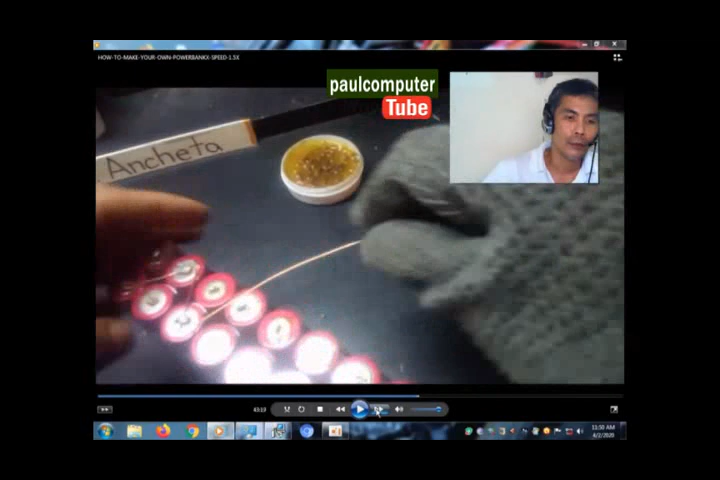 HOW-TO-MAKE-YOUR-OWN-POWERBANKX-SPEED-1.5X
paulcomputer
Tube
Ancheta
43:13
11:50 AM
4/2/2020